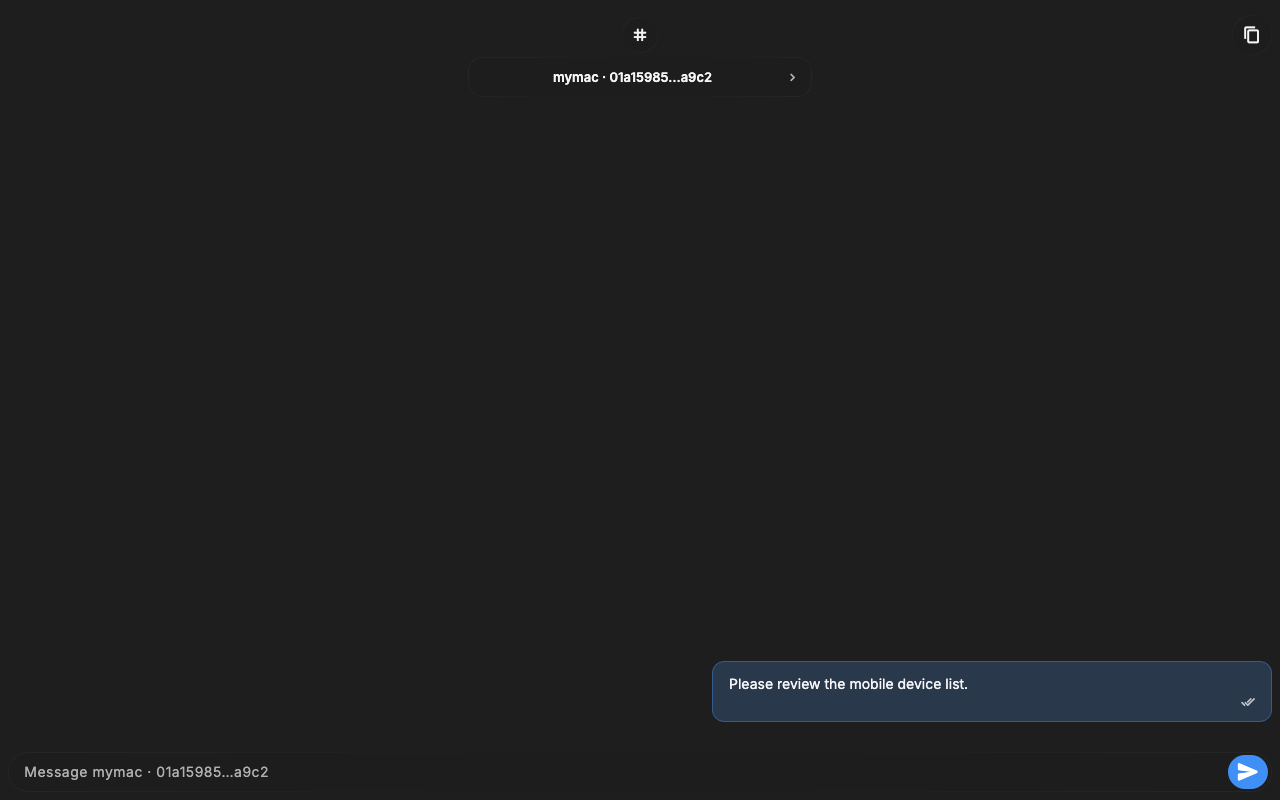 #
mymac · 01a15985...a9c2
Please review the mobile device list.
Message mymac · 01a15985...a9c2